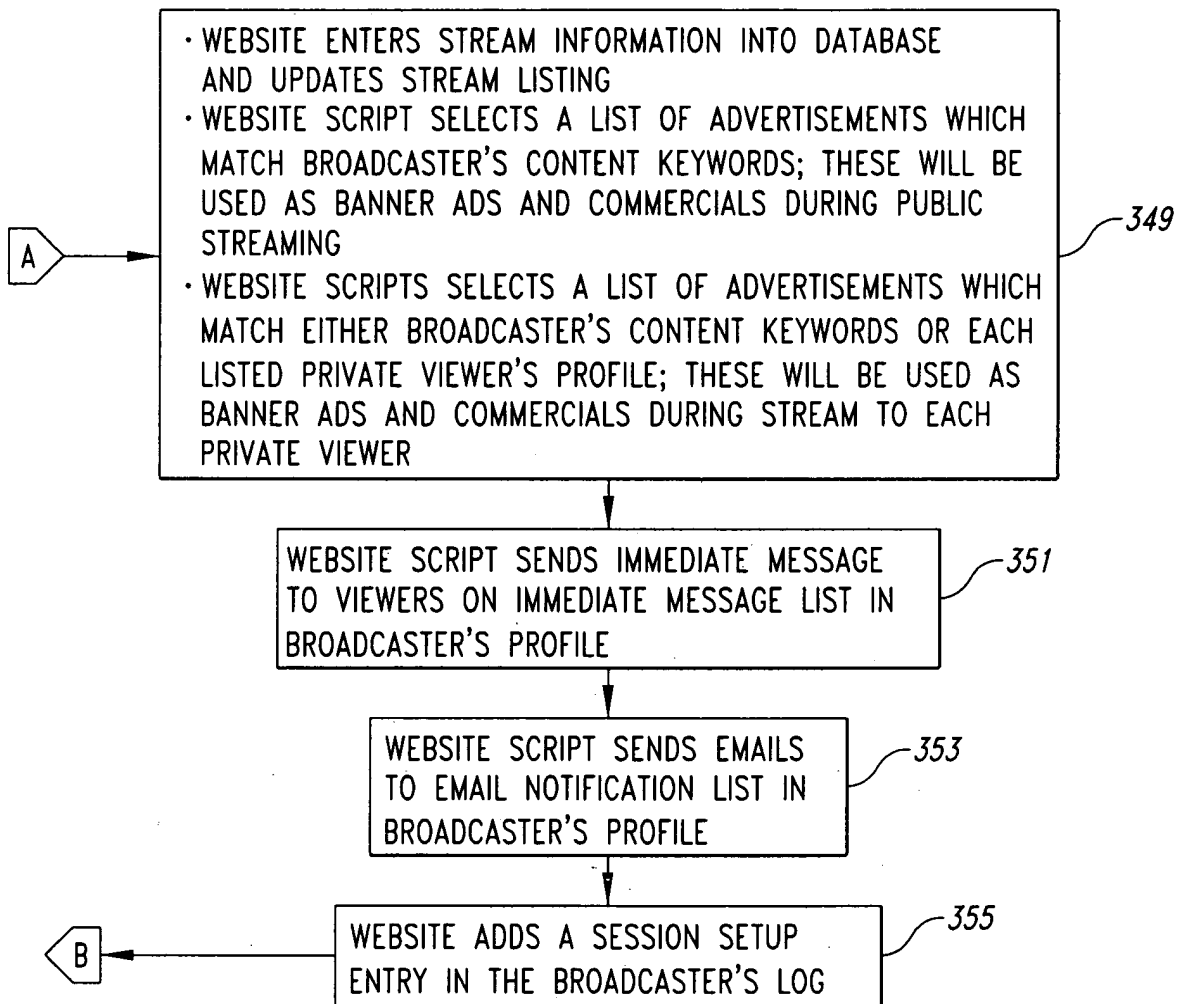 · WEBSITE ENTERS STREAM INFORMATION INTO DATABASE
AND UPDATES STREAM LISTING
· WEBSITE SCRIPT SELECTS A LIST OF ADVERTISEMENTS WHICH
MATCH BROADCASTER'S CONTENT KEYWORDS; THESE WILL BE
USED AS BANNER ADS AND COMMERCIALS DURING PUBLIC
STREAMING
349
A
· WEBSITE SCRIPTS SELECTS A LIST OF ADVERTISEMENTS WHICH
MATCH EITHER BROADCASTER'S CONTENT KEYWORDS OR EACH
LISTED PRIVATE VIEWER'S PROFILE; THESE WILL BE USED AS
BANNER ADS AND COMMERCIALS DURING STREAM TO EACH
PRIVATE VIEWER
WEBSITE SCRIPT SENDS IMMEDIATE MESSAGE
TO VIEWERS ON IMMEDIATE MESSAGE LIST IN
BROADCASTER'S PROFILE
351
WEBSITE SCRIPT SENDS EMAILS
TO EMAIL NOTIFICATION LIST IN
BROADCASTER'S PROFILE
353
WEBSITE ADDS A SESSION SETUP
ENTRY IN THE BROADCASTER'S LOG
355
B